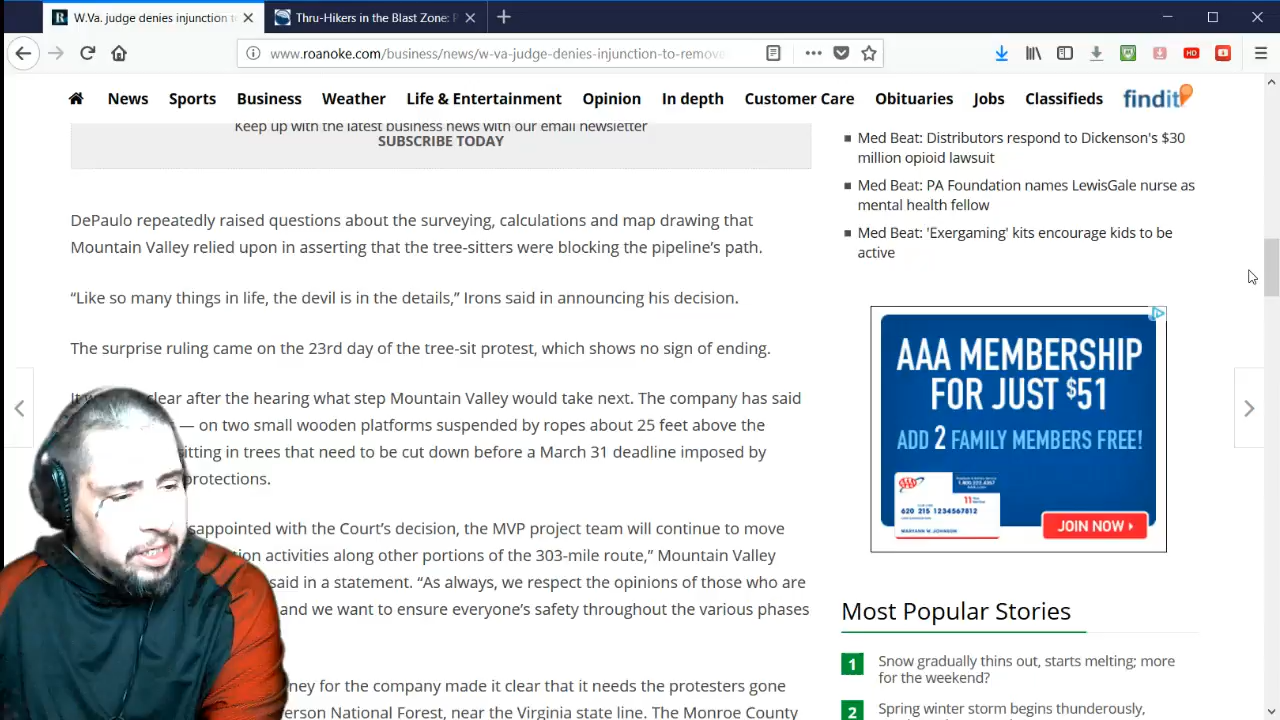 W.Va. judge denies injunction to
Thru-Hikers in the Blast Zone:
www.roanoke.com/business/news/w-va-judge-denies-injunction-to-remov
HD
News Sports Business Weather Life & Entertainment Opinion In depth Customer Care Obituaries Jobs Classifieds findit
Keep up with the latest business news with our email newsletter
SUBSCRIBE TODAY
DePaulo repeatedly raised questions about the surveying, calculations and map drawing that
Mountain Valley relied upon in asserting that the tree-sitters were blocking the pipeline’s path.
“Like so many things in life, the devil is in the details,” Irons said in announcing his decision.
The surprise ruling came on the 23rd day of the tree-sit protest, which shows no sign of ending.
clear after the hearing what step Mountain Valley would take next. The company has said
— on two small wooden platforms suspended by ropes about 25 feet above the
sitting in trees that need to be cut down before a March 31 deadline imposed by
protections.
sappointed with the Court’s decision, the MVP project team will continue to move
tion activities along other portions of the 303-mile route,” Mountain Valley
said in a statement. “As always, we respect the opinions of those who are
and we want to ensure everyone’s safety throughout the various phases
ney for the company made it clear that it needs the protesters gone
erson National Forest, near the Virginia state line. The Monroe County
Med Beat: Distributors respond to Dickenson's $30
million opioid lawsuit
Med Beat: PA Foundation names LewisGale nurse as
mental health fellow
Med Beat: 'Exergaming' kits encourage kids to be
active
AAA MEMBERSHIP
FOR JUST $51
ADD 2 FAMILY MEMBERS FREE!
620 215 1234567812
JOIN NOW
Most Popular Stories
1 Snow gradually thins out, starts melting; more
for the weekend?
2 Spring winter storm begins thunderously,